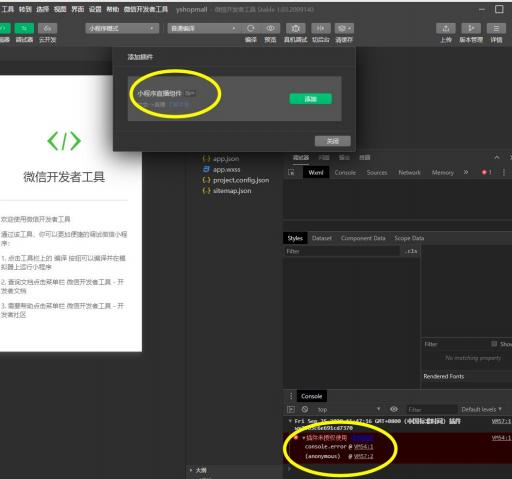 工具 转到 选择 视图 界面 设置 帮助 微信开发者工具 yshopmall - 微信开发者工具 Stable 1.03.2009140
小程序模式 普通编译
调试器 云开发 编译 预览 真机调试 切后台 清缓存 上传 版本管理 详情
添加插件
小程序直播组件
添加
关闭
微信开发者工具
欢迎使用微信开发者工具
通过该工具,你可以更加便捷的调试微信小程
序:
1. 点击工具栏上的 编译 按钮可以编译并在模
拟器上运行小程序
2. 查阅文档点击菜单栏 微信开发者工具 - 开
发者文档
3. 需要帮助点击菜单栏 微信开发者工具 - 开
发者社区
app.json
app.wxss
project.config.json
sitemap.json
大纲
调试器 问题 输出 终端
Wxml Console Sources Network Memory » 1
Styles Dataset Component Data Scope Data
Filter .cls
Filter Show
No matching property
Rendered Fonts
Console
top Filter Default levels
(中国标准时间) 插件 VM57:1
插件未授权使用 VM54:1
console.error @ VM54:1
(anonymous) @ VM57:2